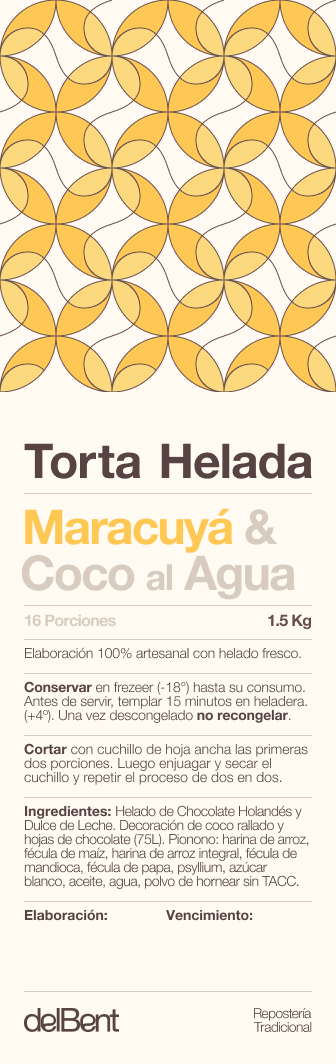 Torta Helada
Maracuyá &
Coco al Agua
16 Porciones 1.5 Kg
Elaboración 100% artesanal con helado fresco.
Conservar en frezeer (-18°) hasta su consumo.
Antes de servir, templar 15 minutos en heladera.
(+4º). Una vez descongelado no recongelar.
Cortar con cuchillo de hoja ancha las primeras
dos porciones. Luego enjuagar y secar el
cuchillo y repetir el proceso de dos en dos.
Ingredientes: Helado de Chocolate Holandés y
Dulce de Leche. Decoración de coco rallado y
hojas de chocolate (75L). Pionono: harina de arroz,
fécula de maíz, harina de arroz integral, fécula de
mandioca, fécula de papa, psyllium, azúcar
blanco, aceite, agua, polvo de hornear sin TACC.
Elaboración: Vencimiento:
delBent
Repostería
Tradicional